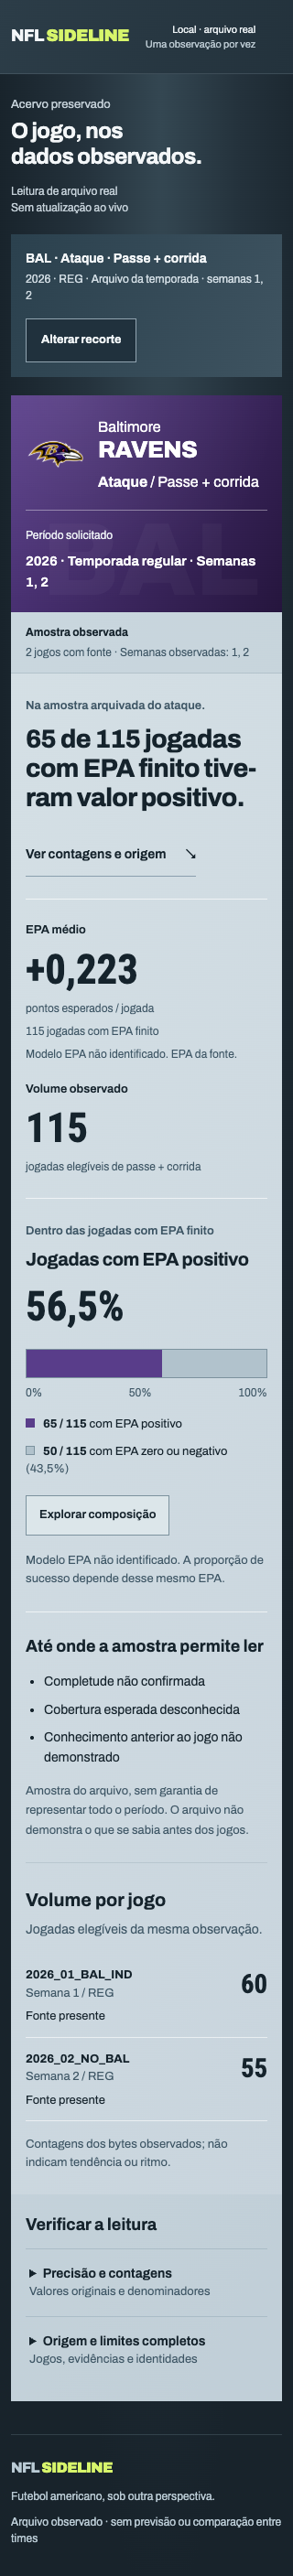 NFL SIDELINE
Local · arquivo real
Uma observação por vez
Acervo preservado
O jogo, nos
dados observados.
Leitura de arquivo real
Sem atualização ao vivo
BAL · Ataque · Passe + corrida
2026 · REG · Arquivo da temporada · semanas 1,
2
Alterar recorte
Baltimore
RAVENS
Ataque / Passe + corrida
BAL
Período solicitado
2026 · Temporada regular · Semanas
1, 2
Amostra observada
2 jogos com fonte · Semanas observadas: 1, 2
Na amostra arquivada do ataque.
65 de 115 jogadas
com EPA finito tive-
ram valor positivo.
Ver contagens e origem ↘
EPA médio
+0,223
pontos esperados / jogada
115 jogadas com EPA finito
Modelo EPA não identificado. EPA da fonte.
Volume observado
115
jogadas elegíveis de passe + corrida
Dentro das jogadas com EPA finito
Jogadas com EPA positivo
56,5%
0% 50% 100%
65 / 115 com EPA positivo
50 / 115 com EPA zero ou negativo
(43,5%)
Explorar composição
Modelo EPA não identificado. A proporção de
sucesso depende desse mesmo EPA.
Até onde a amostra permite ler
• Completude não confirmada
• Cobertura esperada desconhecida
• Conhecimento anterior ao jogo não
demonstrado
Amostra do arquivo, sem garantia de
representar todo o período. O arquivo não
demonstra o que se sabia antes dos jogos.
Volume por jogo
Jogadas elegíveis da mesma observação.
2026_01_BAL_IND
Semana 1 / REG
Fonte presente
60
2026_02_NO_BAL
Semana 2 / REG
Fonte presente
55
Contagens dos bytes observados; não
indicam tendência ou ritmo.
Verificar a leitura
▶ Precisão e contagens
Valores originais e denominadores
▶ Origem e limites completos
Jogos, evidências e identidades
NFL SIDELINE
Futebol americano, sob outra perspectiva.
Arquivo observado · sem previsão ou comparação entre
times